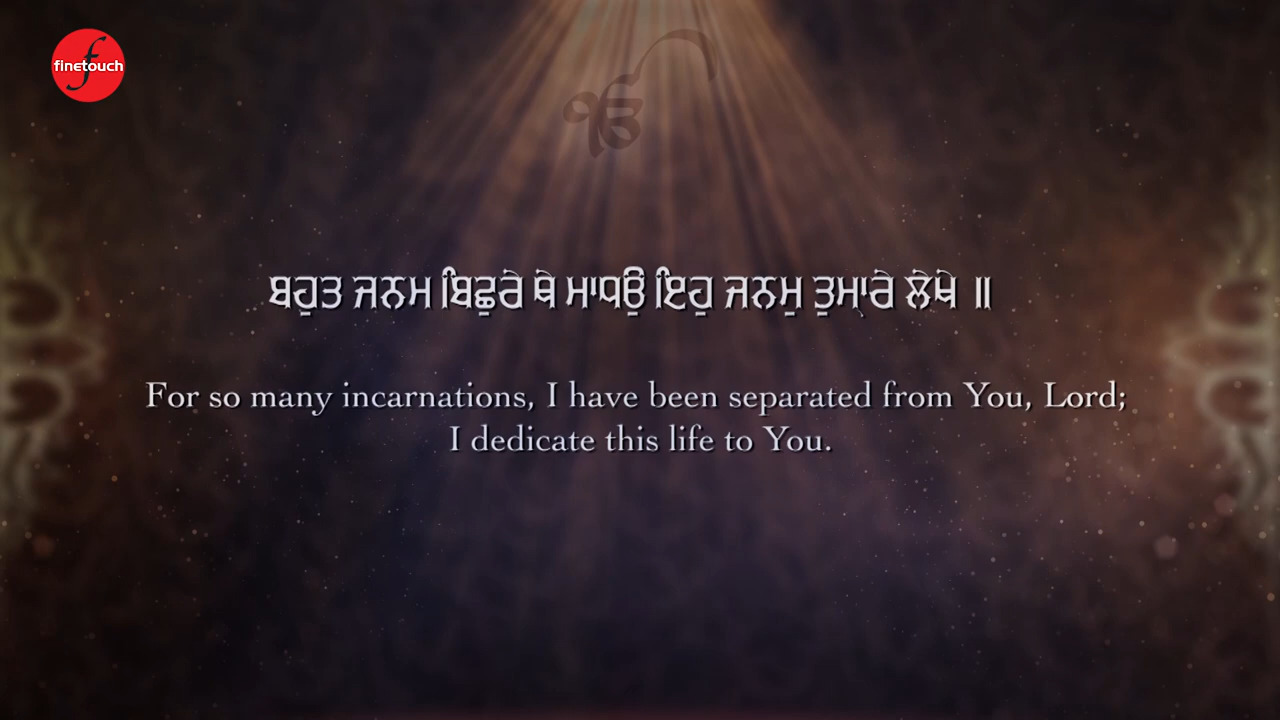 finetouch
ੴ
ਬਹੁਤ ਜਨਮ ਬਿਛੁਰੇ ਥੇ ਮਾਧਉ ਇਹੁ ਜਨਮੁ ਤੁਮ੍ਹਾਰੇ ਲੇਖੇ ॥
For so many incarnations, I have been separated from You, Lord;
I dedicate this life to You.